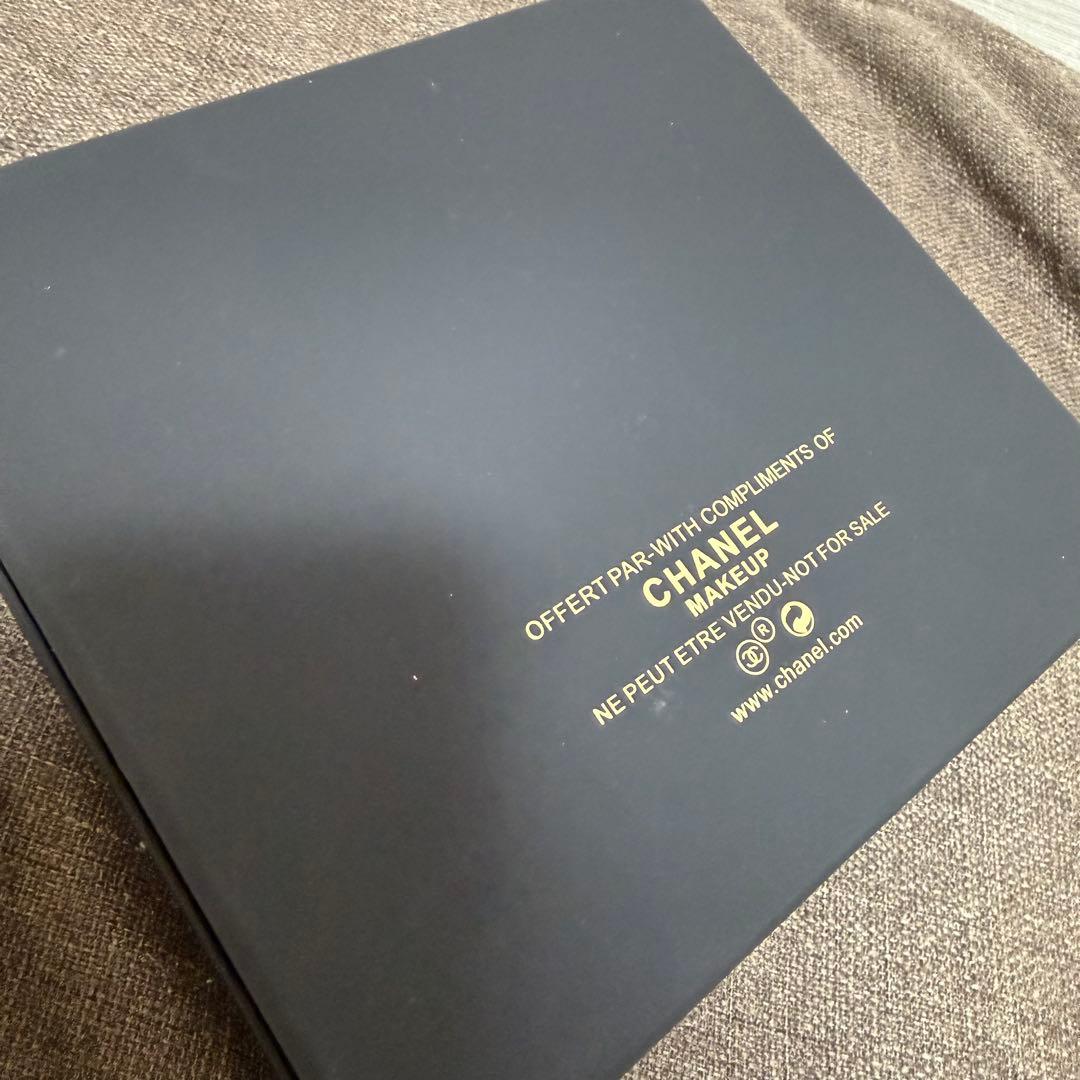 OFFERT PAR-WITH COMPLIMENTS OF
CHANEL
MAKEUP
NE PEUT ETRE VENDU-NOT FOR SALE
®
www.chanel.com